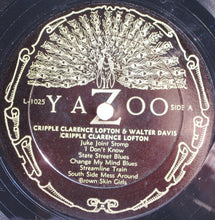 L-1025
YAZOO
SIDE A
CRIPPLE CLARENCE LOFTON & WALTER DAVIS
CRIPPLE CLARENCE LOFTON
Juke Joint Stomp
I Don't Know
State Street Blues
Change My Mind Blues
Streamline Train
South Side Mess Around
Brown Skin Girls